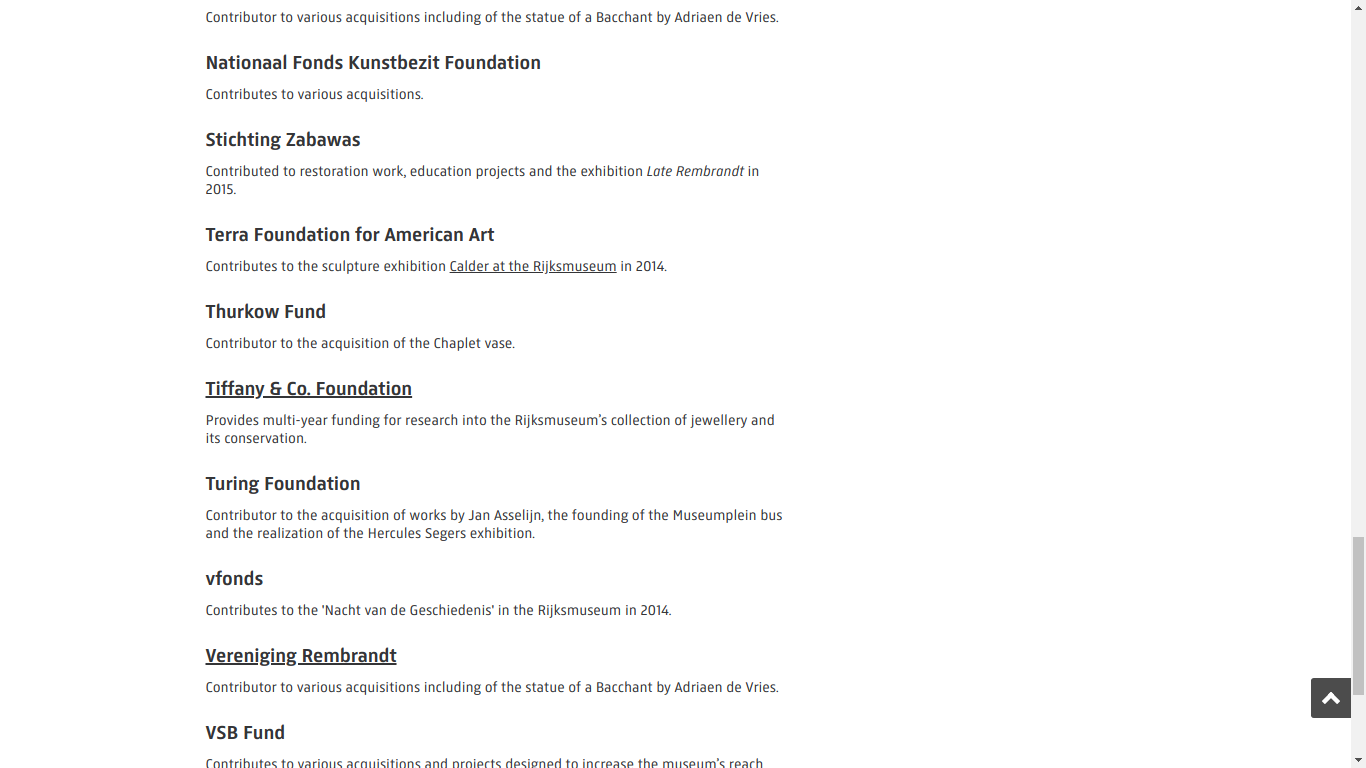 Contributor to various acquisitions including of the statue of a Bacchant by Adriaen de Vries.
Nationaal Fonds Kunstbezit Foundation
Contributes to various acquisitions.
Stichting Zabawas
Contributed to restoration work, education projects and the exhibition Late Rembrandt in
2015.
Terra Foundation for American Art
Contributes to the sculpture exhibition Calder at the Rijksmuseum in 2014.
Thurkow Fund
Contributor to the acquisition of the Chaplet vase.
Tiffany & Co. Foundation
Provides multi-year funding for research into the Rijksmuseum’s collection of jewellery and
its conservation.
Turing Foundation
Contributor to the acquisition of works by Jan Asselijn, the founding of the Museumplein bus
and the realization of the Hercules Segers exhibition.
vfonds
Contributes to the 'Nacht van de Geschiedenis' in the Rijksmuseum in 2014.
Vereniging Rembrandt
Contributor to various acquisitions including of the statue of a Bacchant by Adriaen de Vries.
VSB Fund
Contributes to various acquisitions and projects designed to increase the museum’s reach